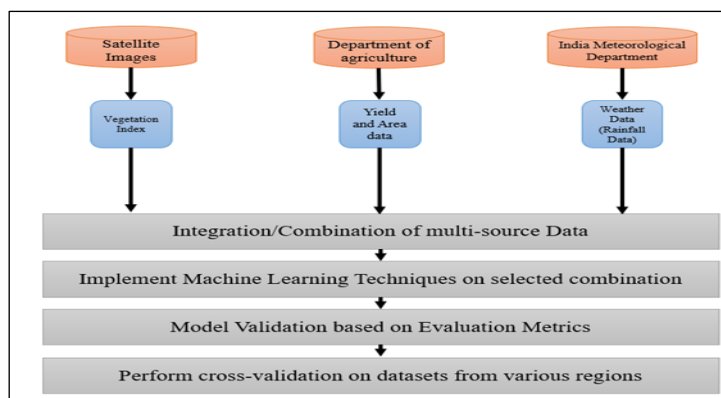 Satellite
Images
Department of
agriculture
India Meteorological
Department
Vegetation
Index
Yield
and Area
data
Weather
Data
(Rainfall
Data)
Integration/Combination of multi-source Data
Implement Machine Learning Techniques on selected combination
Model Validation based on Evaluation Metrics
Perform cross-validation on datasets from various regions